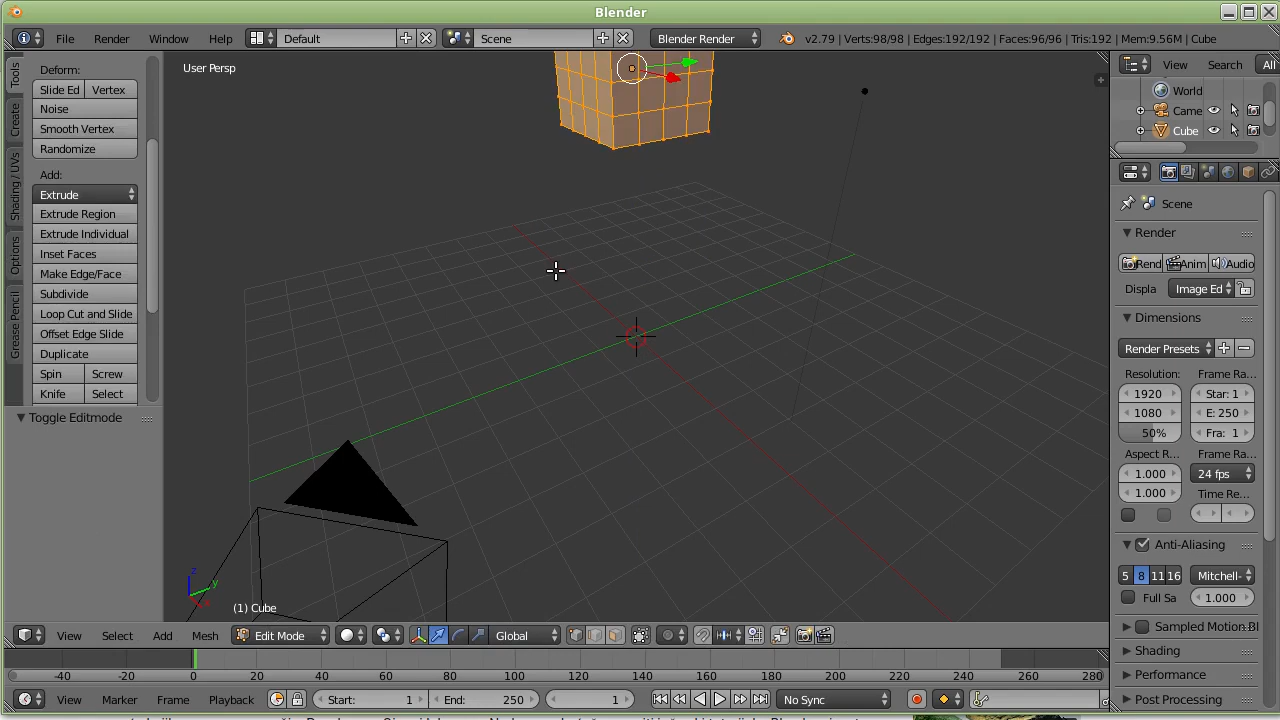 Blender
File
Render
Window
Help
Default
Scene
Blender Render
v2.79 | Verts:98/98 | Edges:192/192 | Faces:96/96 | Tris:192 | Mem:9.56M | Cube
Tools
Create
Shading / UVs
Options
Grease Pencil
Deform:
Slide Ed
Vertex
Noise
Smooth Vertex
Randomize
Add:
Extrude
Extrude Region
Extrude Individual
Inset Faces
Make Edge/Face
Subdivide
Loop Cut and Slide
Offset Edge Slide
Duplicate
Spin
Screw
Knife
Select
Toggle Editmode
User Persp
z
y
x
(1) Cube
View
Select
Add
Mesh
Edit Mode
Global
-40
-20
0
20
40
60
80
100
120
140
160
180
200
220
240
260
280
View
Marker
Frame
Playback
Start: 1
End: 250
1
No Sync
View
Search
All
World
Came
Cube
Scene
Render
Rend
Anim
Audio
Displa
Image Ed
Dimensions
Render Presets
Resolution:
Frame Ra...
1920
Star: 1
1080
E: 250
50%
Fra: 1
Aspect R...
Frame Ra...
1.000
24 fps
1.000
Time Re...
Anti-Aliasing
5
8
11
16
Mitchell-
Full Sa
1.000
Sampled Motion Bl
Shading
Performance
Post Processing